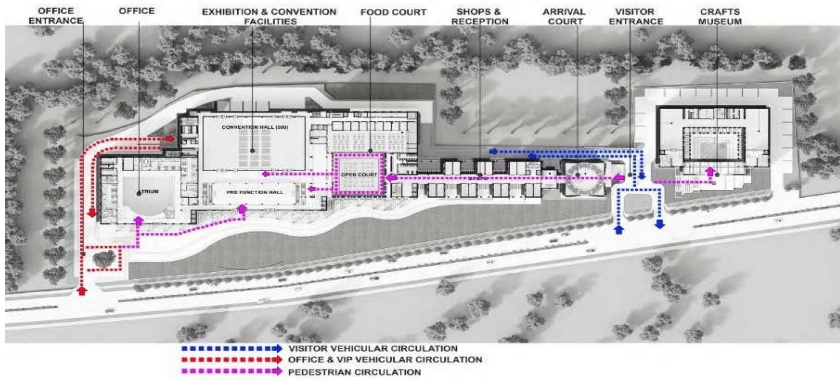 OFFICE ENTRANCE
OFFICE
EXHIBITION & CONVENTION FACILITIES
FOOD COURT
SHOPS & RECEPTION
ARRIVAL COURT
VISITOR ENTRANCE
CRAFTS MUSEUM
CONVENTION HALL (500)
ATRIUM
PRE FUNCTION HALL
OPEN COURT
VISITOR VEHICULAR CIRCULATION
OFFICE & VIP VEHICULAR CIRCULATION
PEDESTRIAN CIRCULATION